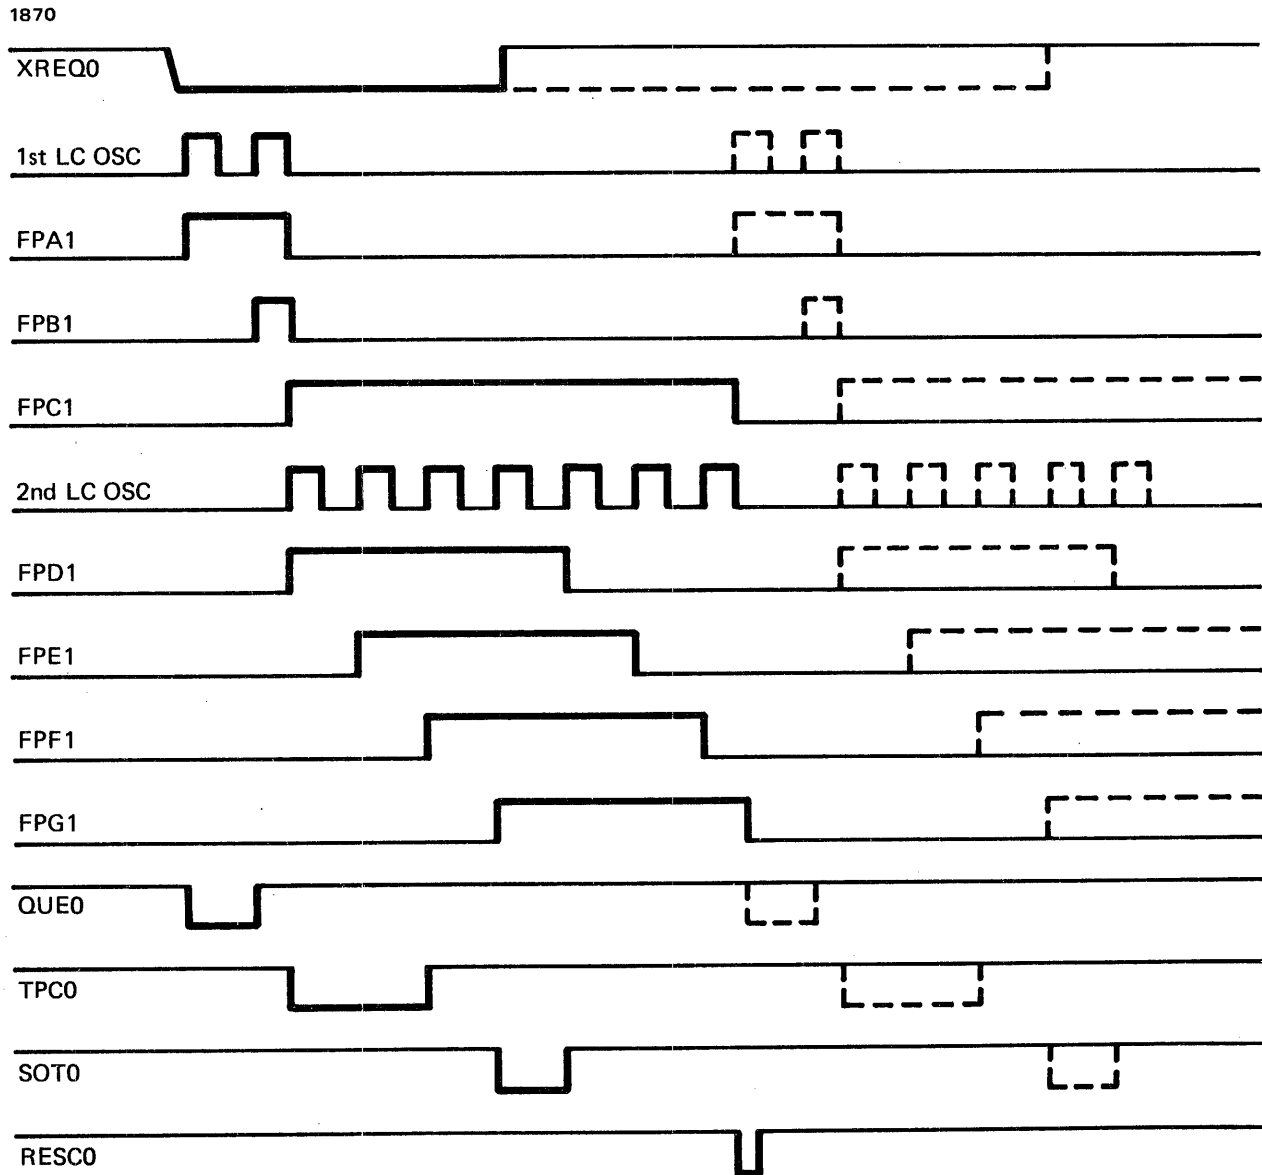 1870
XREQ0
1st LC OSC
FPA1
FPB1
FPC1
2nd LC OSC
FPD1
FPE1
FPF1
FPG1
QUE0
TPC0
SOT0
RESC0